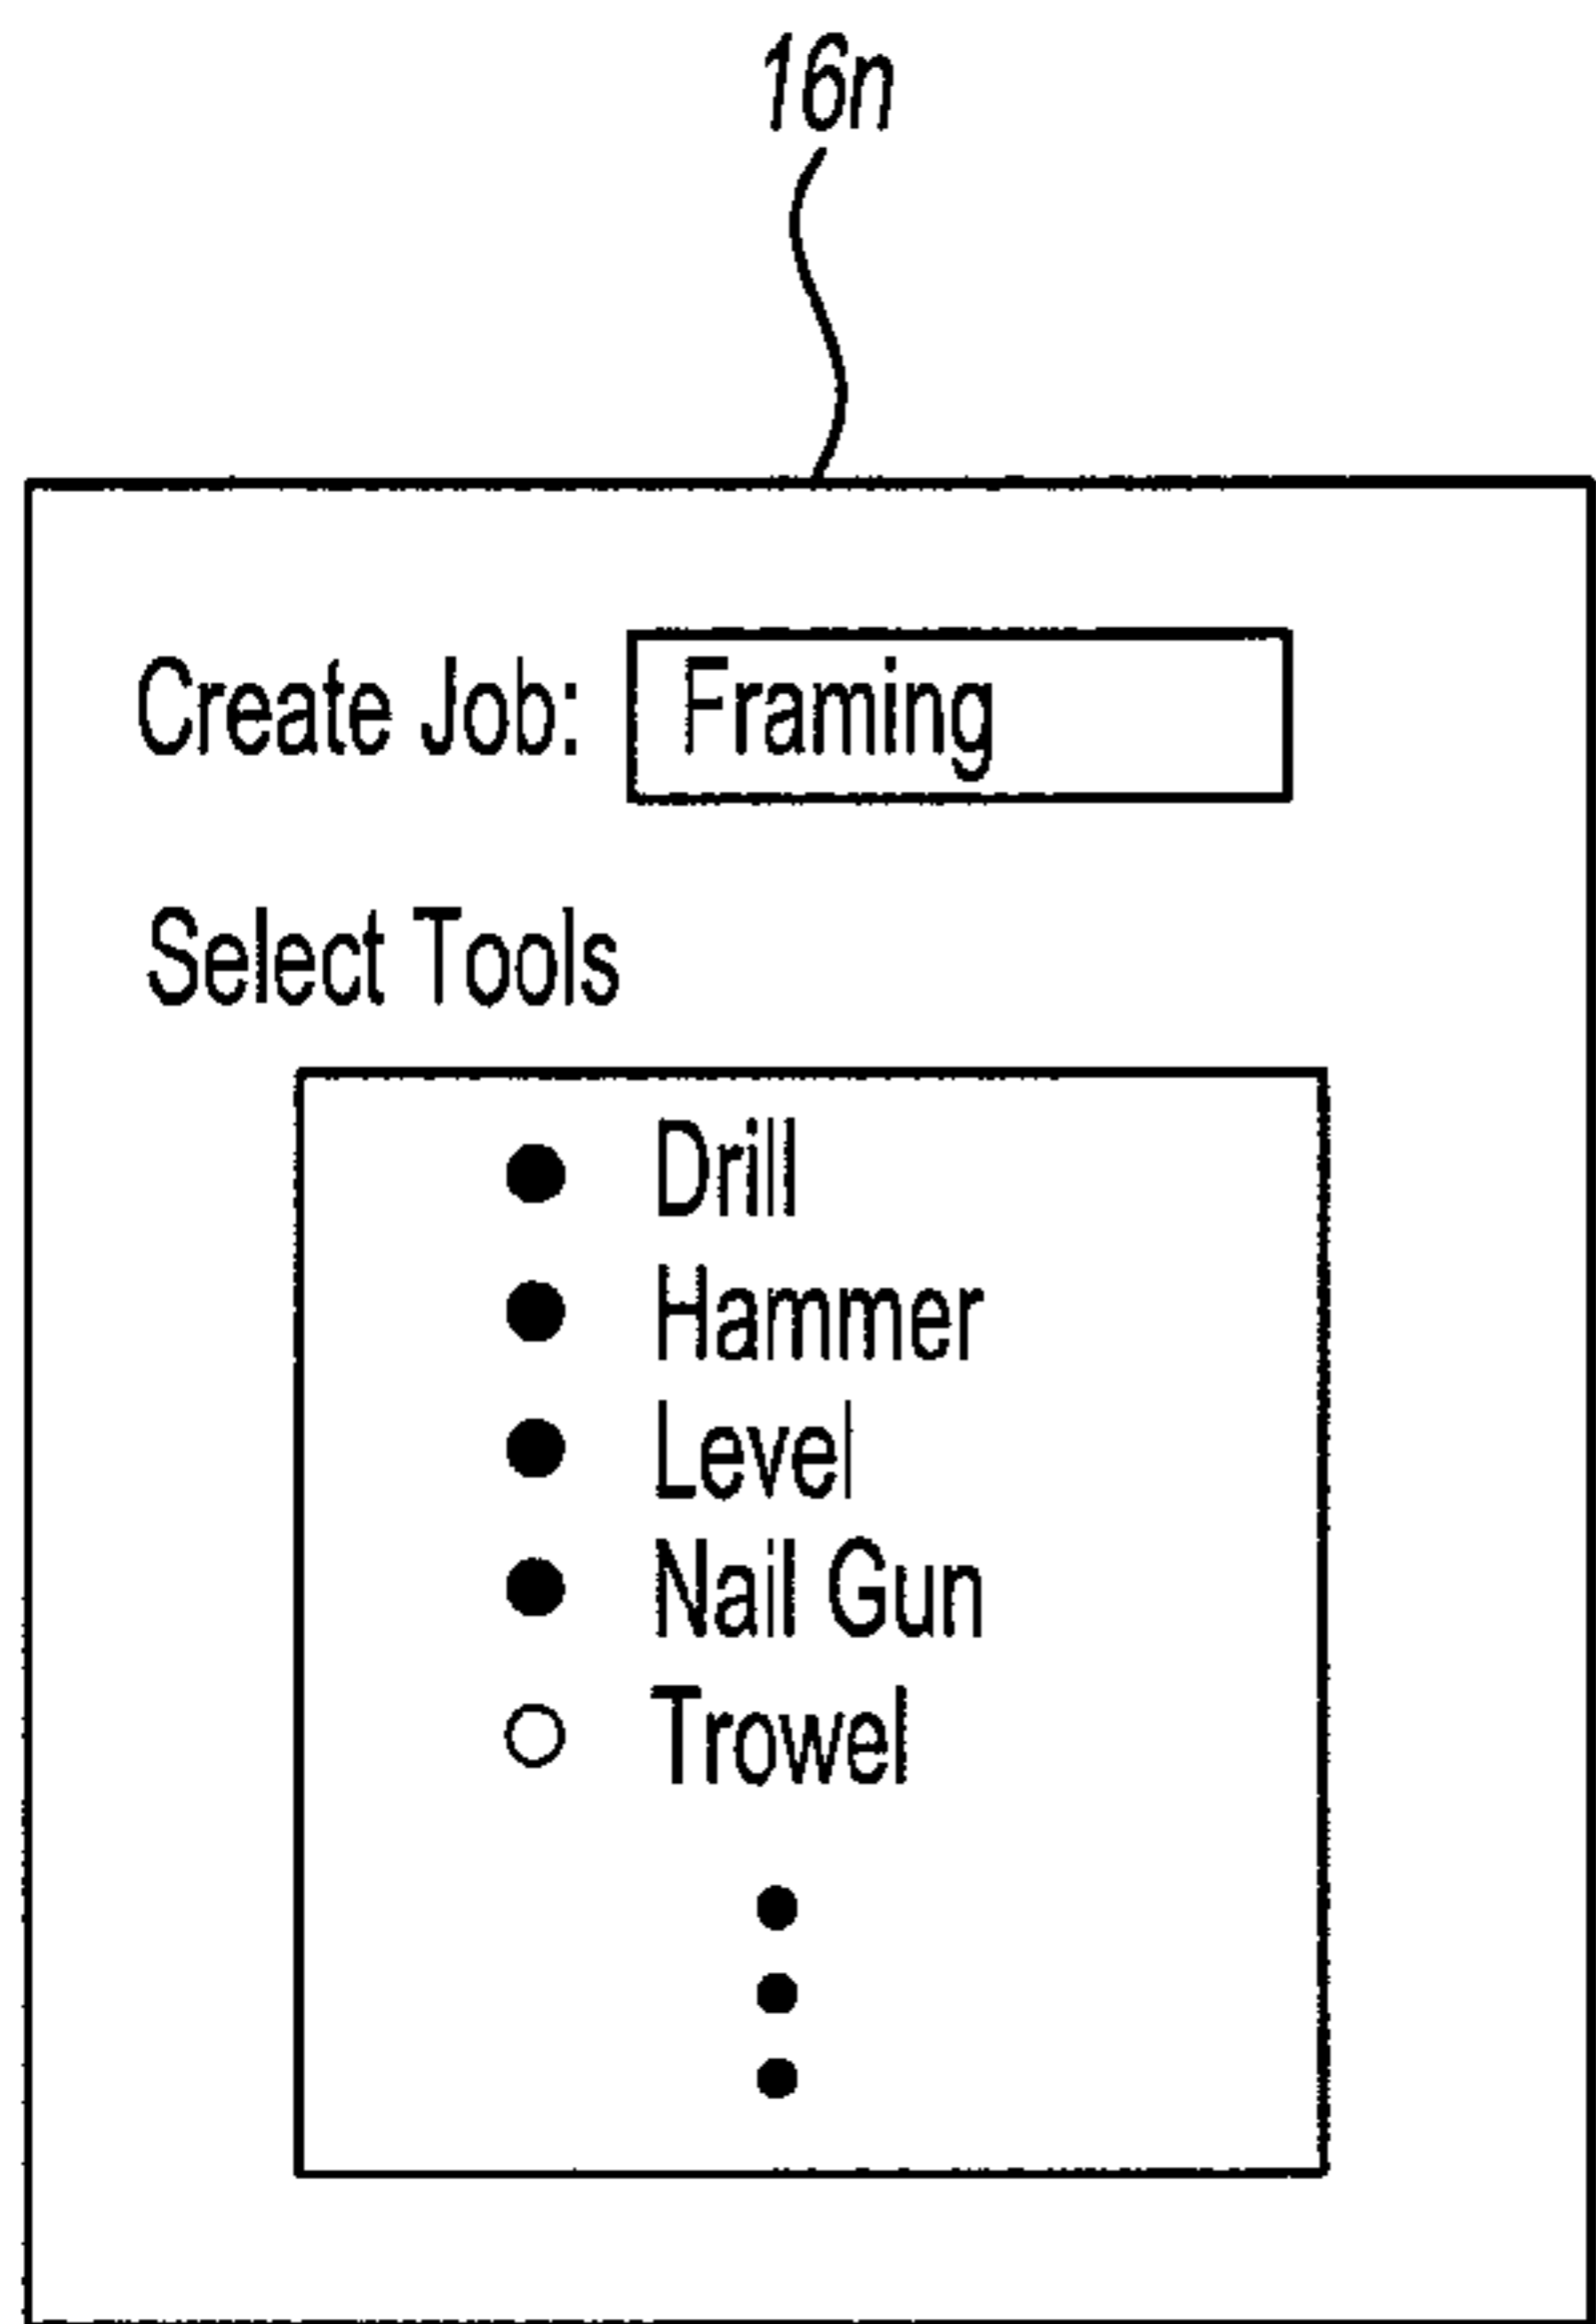 16n
Create Job: Framing
Select Tools
Drill
Hammer
Level
Nail Gun
Trowel